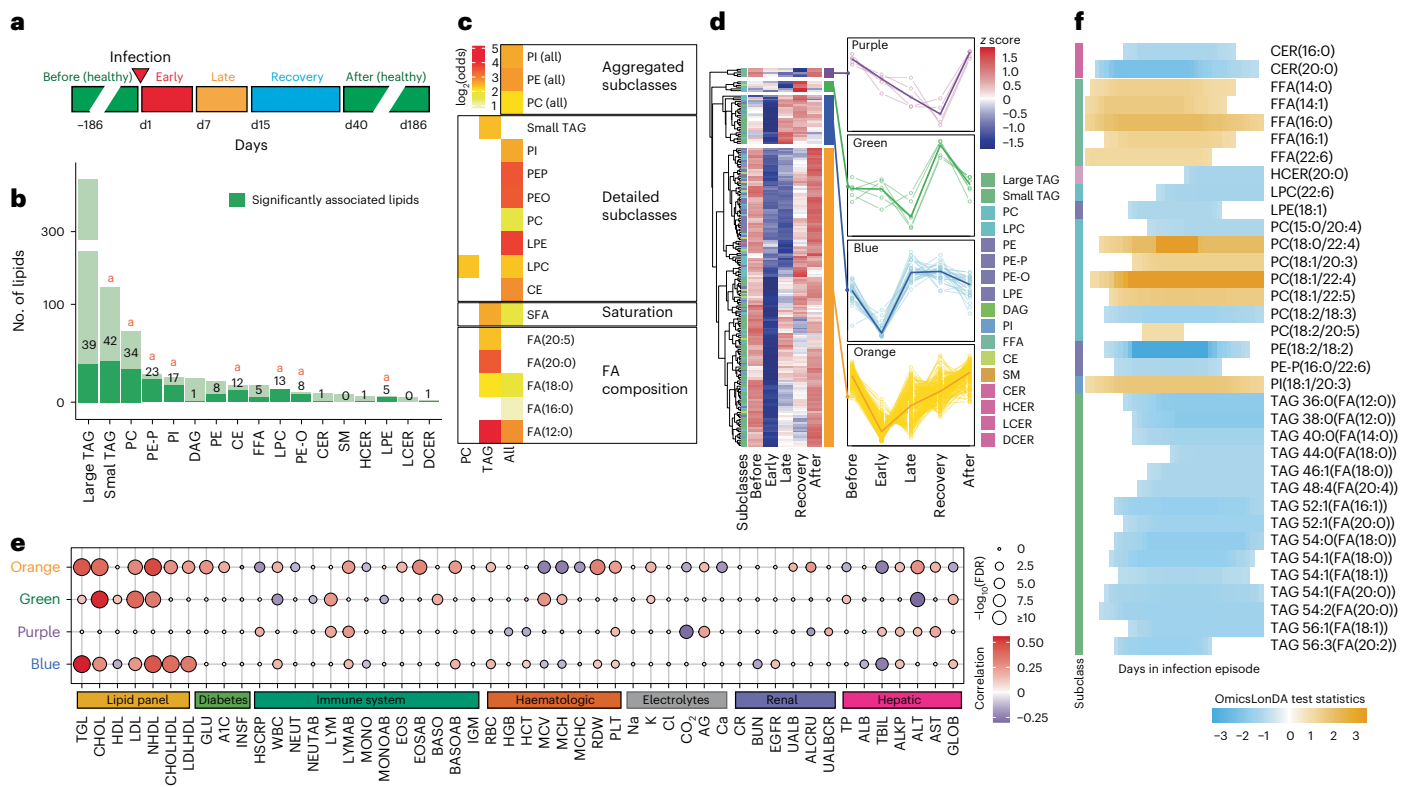 a
Infection
Before (healthy)
Early
Late
Recovery
After (healthy)
−186
d1
d7
d15
d40
d186
Days
b
Significantly associated lipids
No. of lipids
300
100
0
a
a
a
a
a
a
a
a
39
42
34
23
17
1
8
12
5
13
8
1
0
1
5
0
1
Large TAG
Smal TAG
PC
PE-P
PI
DAG
PE
CE
FFA
LPC
PE-O
CER
SM
HCER
LPE
LCER
DCER
c
log2(odds)
5
4
3
2
1
PI (all)
PE (all)
PC (all)
Aggregated subclasses
Small TAG
PI
PEP
PEO
PC
LPE
LPC
CE
Detailed subclasses
SFA
Saturation
FA(20:5)
FA(20:0)
FA(18:0)
FA(16:0)
FA(12:0)
FA composition
PC
TAG
All
d
z score
1.5
1.0
0.5
0
−0.5
−1.0
−1.5
Purple
Green
Blue
Orange
Subclasses
Before
Early
Late
Recovery
After
Before
Early
Late
Recovery
After
Large TAG
Small TAG
PC
LPC
PE
PE-P
PE-O
LPE
DAG
PI
FFA
CE
SM
CER
HCER
LCER
DCER
e
Orange
Green
Purple
Blue
Lipid panel
Diabetes
Immune system
Haematologic
Electrolytes
Renal
Hepatic
TGL
CHOL
HDL
LDL
NHDL
CHOLHDL
LDLHDL
GLU
A1C
INSF
HSCRP
WBC
NEUT
NEUTAB
LYM
LYMAB
MONO
MONOAB
EOS
EOSAB
BASO
BASOAB
IGM
RBC
HGB
HCT
MCV
MCH
MCHC
RDW
PLT
Na
K
Cl
CO2
AG
Ca
CR
BUN
EGFR
UALB
ALCRU
UALBCR
TP
ALB
TBIL
ALKP
ALT
AST
GLOB
−log10(FDR)
0
2.5
5.0
7.5
≥10
Correlation
0.50
0.25
0
−0.25
f
CER(16:0)
CER(20:0)
FFA(14:0)
FFA(14:1)
FFA(16:0)
FFA(16:1)
FFA(22:6)
HCER(20:0)
LPC(22:6)
LPE(18:1)
PC(15:0/20:4)
PC(18:0/22:4)
PC(18:1/20:3)
PC(18:1/22:4)
PC(18:1/22:5)
PC(18:2/18:3)
PC(18:2/20:5)
PE(18:2/18:2)
PE-P(16:0/22:6)
PI(18:1/20:3)
TAG 36:0(FA(12:0))
TAG 38:0(FA(12:0))
TAG 40:0(FA(14:0))
TAG 44:0(FA(18:0))
TAG 46:1(FA(18:0))
TAG 48:4(FA(20:4))
TAG 52:1(FA(16:1))
TAG 52:1(FA(20:0))
TAG 54:0(FA(18:0))
TAG 54:1(FA(18:0))
TAG 54:1(FA(18:1))
TAG 54:1(FA(20:0))
TAG 54:2(FA(20:0))
TAG 56:1(FA(18:1))
TAG 56:3(FA(20:2))
Subclass
Days in infection episode
OmicsLonDA test statistics
−3 −2 −1 0 1 2 3